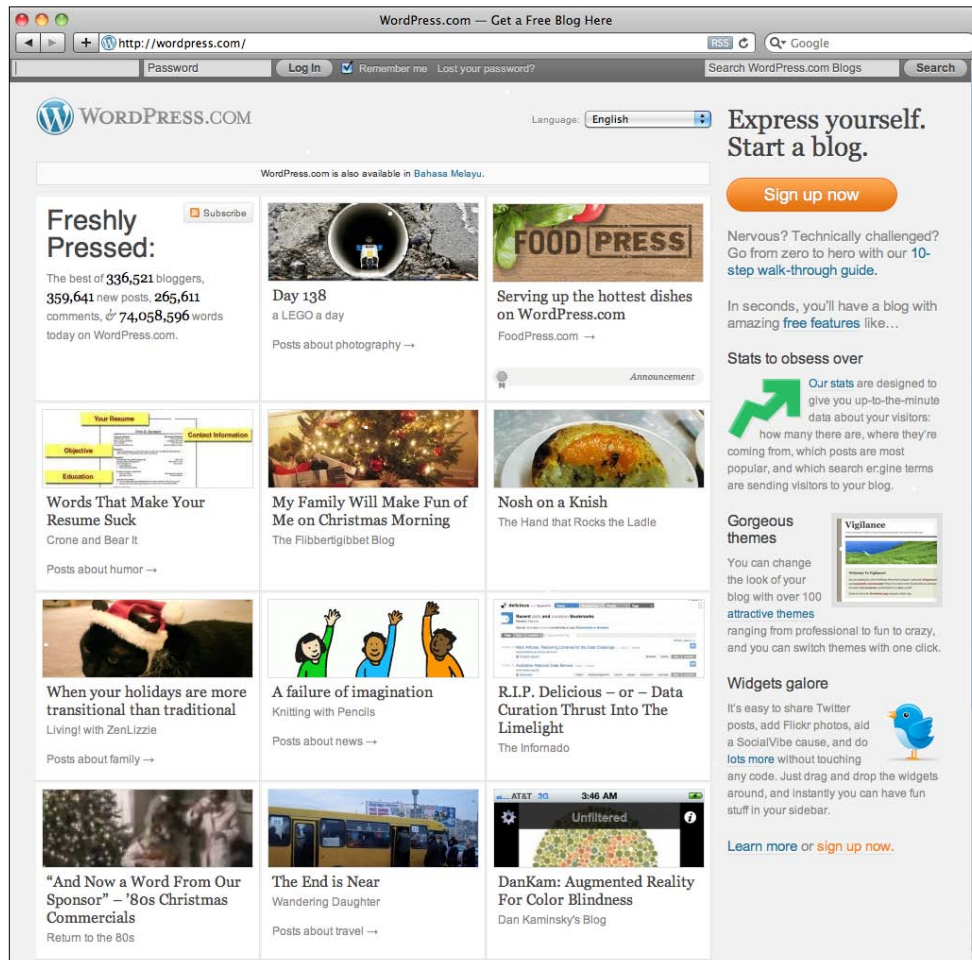 WordPress.com — Get a Free Blog Here
http://wordpress.com/
RSS
Google
Password
Log In
Remember me
Lost your password?
Search WordPress.com Blogs
Search
WORDPRESS.COM
Language:
English
WordPress.com is also available in Bahasa Melayu.
Freshly
Pressed:
Subscribe
The best of 336,521 bloggers,
359,641 new posts, 265,611
comments, & 74,058,596 words
today on WordPress.com.
Day 138
a LEGO a day
Posts about photography →
FOOD PRESS
Serving up the hottest dishes
on WordPress.com
FoodPress.com →
Announcement
Your Resume
Contact Information
Objective
Education
Words That Make Your
Resume Suck
Crone and Bear It
Posts about humor →
My Family Will Make Fun of
Me on Christmas Morning
The Flibbertigibbet Blog
Nosh on a Knish
The Hand that Rocks the Ladle
When your holidays are more
transitional than traditional
Living! with ZenLizzie
Posts about family →
A failure of imagination
Knitting with Pencils
Posts about news →
delicious
R.I.P. Delicious – or – Data
Curation Thrust Into The
Limelight
The Infornado
“And Now a Word From Our
Sponsor” – ’80s Christmas
Commercials
Return to the 80s
The End is Near
Wandering Daughter
Posts about travel →
AT&T 3G
3:46 AM
Unfiltered
DanKam: Augmented Reality
For Color Blindness
Dan Kaminsky's Blog
Express yourself.
Start a blog.
Sign up now
Nervous? Technically challenged?
Go from zero to hero with our 10-
step walk-through guide.
In seconds, you'll have a blog with
amazing free features like…
Stats to obsess over
Our stats are designed to
give you up-to-the-minute
data about your visitors:
how many there are, where they're
coming from, which posts are most
popular, and which search er:gine terms
are sending visitors to your blog.
Gorgeous
themes
Vigilance
You can change
the look of your
blog with over 100
attractive themes
ranging from professional to fun to crazy,
and you can switch themes with one click.
Widgets galore
It's easy to share Twitter
posts, add Flickr photos, aid
a SocialVibe cause, and do
lots more without touching
any code. Just drag and drop the widgets
around, and instantly you can have fun
stuff in your sidebar.
Learn more or sign up now.